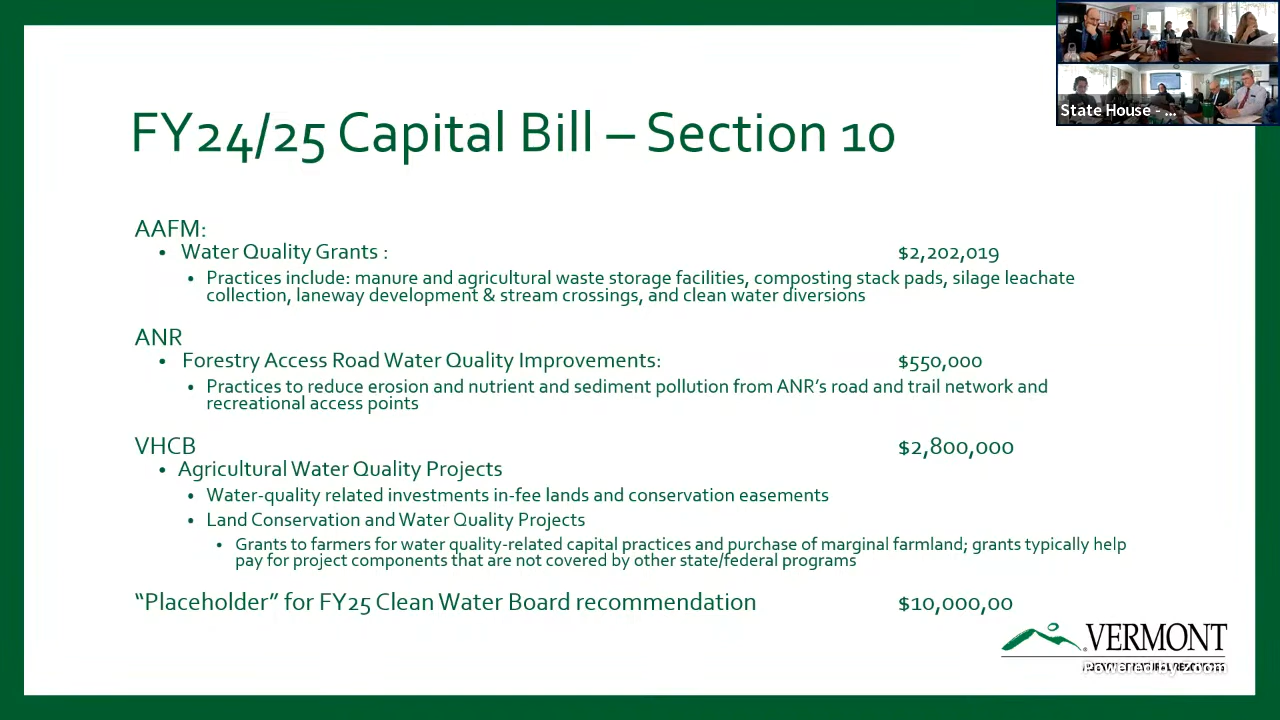 FY24/25 Capital Bill – Section 10
State House - ...
AAFM:
• Water Quality Grants : $2,202,019
• Practices include: manure and agricultural waste storage facilities, composting stack pads, silage leachate
collection, laneway development & stream crossings, and clean water diversions
ANR
• Forestry Access Road Water Quality Improvements: $550,000
• Practices to reduce erosion and nutrient and sediment pollution from ANR's road and trail network and
recreational access points
VHCB $2,800,000
• Agricultural Water Quality Projects
• Water-quality related investments in-fee lands and conservation easements
• Land Conservation and Water Quality Projects
• Grants to farmers for water quality-related capital practices and purchase of marginal farmland; grants typically help
pay for project components that are not covered by other state/federal programs
"Placeholder" for FY25 Clean Water Board recommendation $10,000,00
VERMONT
Powered by Zoom